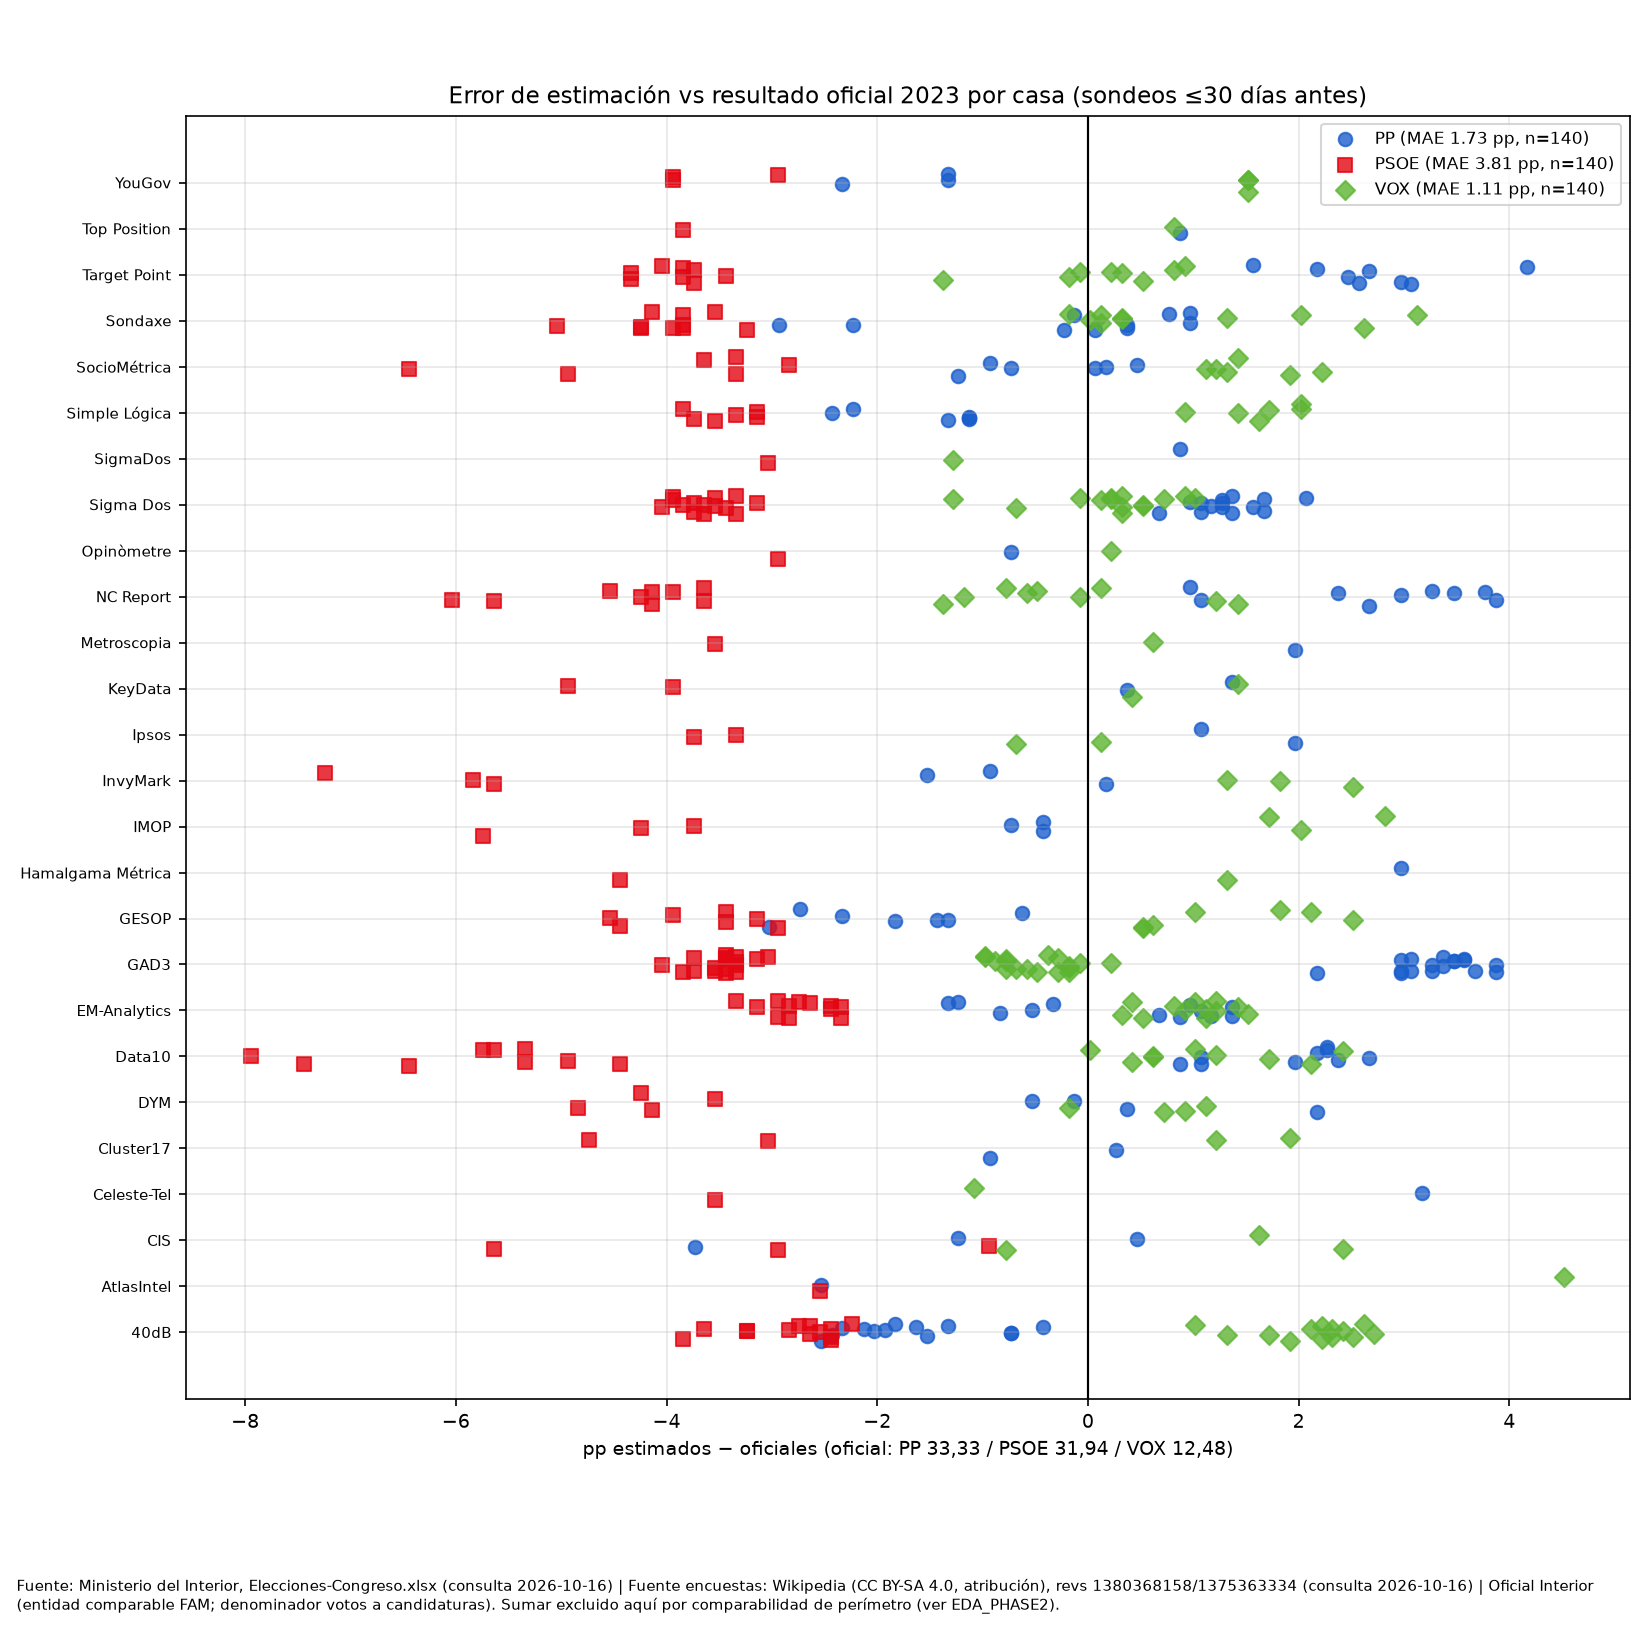 Error de estimación vs resultado oficial 2023 por casa (sondeos ≤30 días antes)
PP (MAE 1.73 pp, n=140)
PSOE (MAE 3.81 pp, n=140)
VOX (MAE 1.11 pp, n=140)
YouGov
Top Position
Target Point
Sondaxe
SocioMétrica
Simple Lógica
SigmaDos
Sigma Dos
Opinòmetre
NC Report
Metroscopia
KeyData
Ipsos
InvyMark
IMOP
Hamalgama Métrica
GESOP
GAD3
EM-Analytics
Data10
DYM
Cluster17
Celeste-Tel
CIS
AtlasIntel
40dB
−8 −6 −4 −2 0 2 4
pp estimados − oficiales (oficial: PP 33,33 / PSOE 31,94 / VOX 12,48)
Fuente: Ministerio del Interior, Elecciones-Congreso.xlsx (consulta 2026-10-16) | Fuente encuestas: Wikipedia (CC BY-SA 4.0, atribución), revs 1380368158/1375363334 (consulta 2026-10-16) | Oficial Interior
(entidad comparable FAM; denominador votos a candidaturas). Sumar excluido aquí por comparabilidad de perímetro (ver EDA_PHASE2).